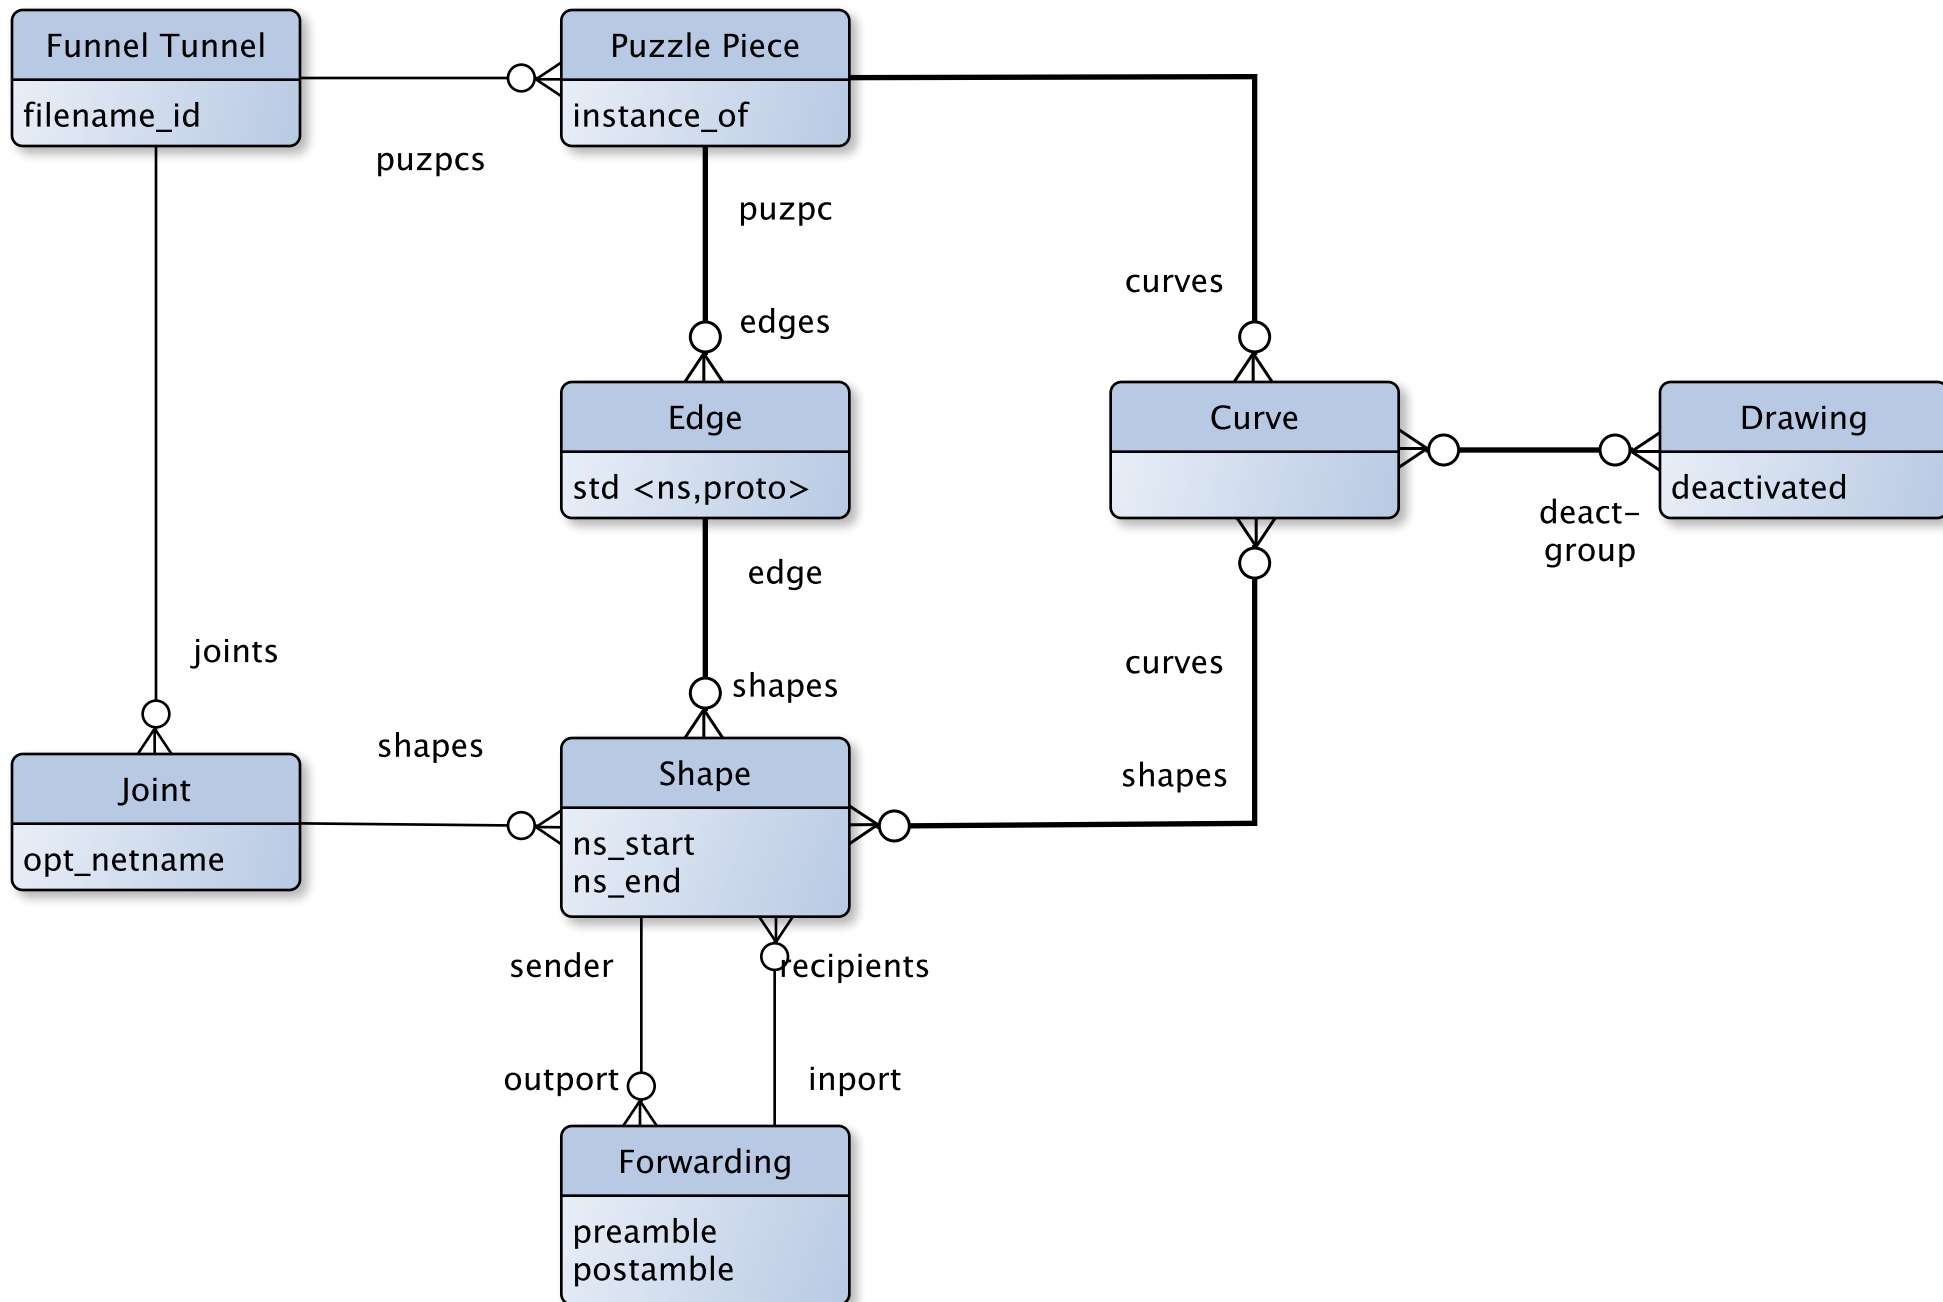 Funnel Tunnel
filename_id
Puzzle Piece
instance_of
puzpcs
puzpc
edges
curves
Edge
std <ns,proto>
Curve
Drawing
deactivated
deact-
group
edge
shapes
curves
shapes
joints
shapes
Joint
opt_netname
Shape
ns_start
ns_end
sender
recipients
outport
inport
Forwarding
preamble
postamble